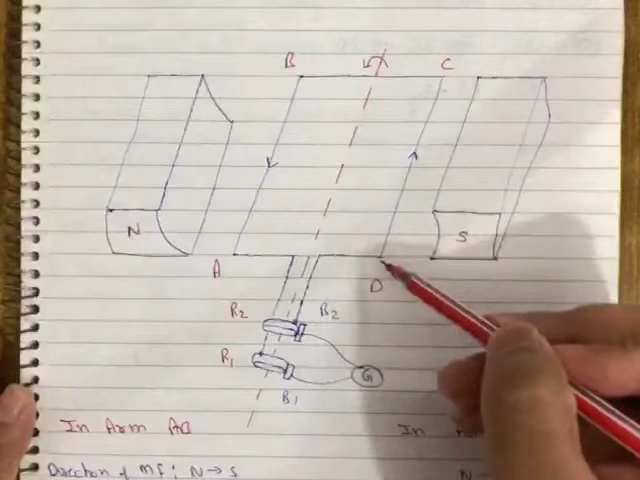 B C
N S
A
D
R2 B2
R1 G
B1
In Arm AB
In
Direction of MF : N → S
N